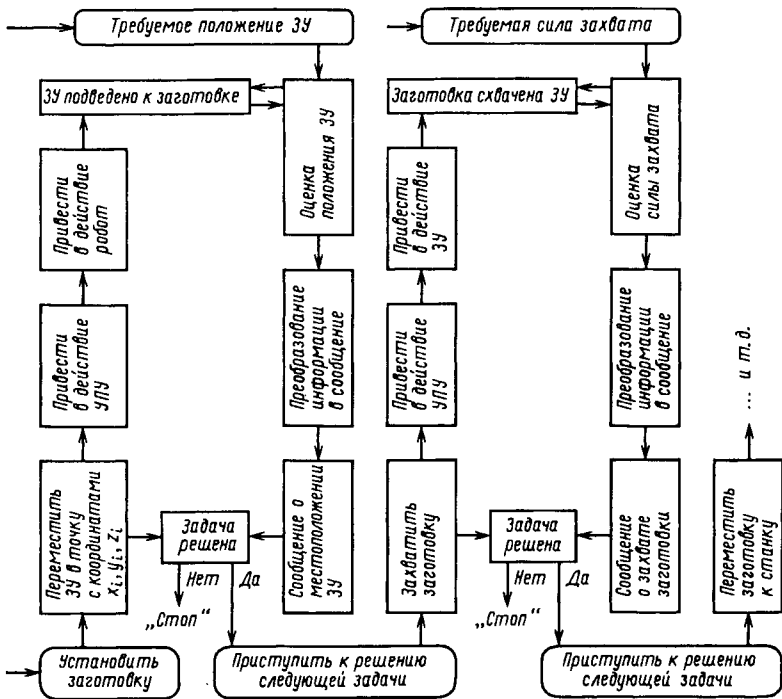 Требуемое положение ЗУ
Требуемая сила захвата
ЗУ подведено к заготовке
Заготовка схвачена ЗУ
Привести
в действие
робот
Оценка
положения ЗУ
Привести
в действие
ЗУ
Оценка
силы захвата
Привести
в действие
УПУ
Преобразование
информации
в сообщение
Привести
в действие
УПУ
Преобразование
информации
в сообщение
... и т.д.
Переместить
ЗУ в точку
с координатами
xi, yi, zi
Задача
решена
Нет
Да
„Стоп“
Сообщение о
местоположении
ЗУ
Захватить
заготовку
Задача
решена
Нет
Да
„Стоп“
Сообщение
о захвате
заготовки
Переместить
заготовку
к станку
Установить
заготовку
Приступить к решению
следующей задачи
Приступить к решению
следующей задачи